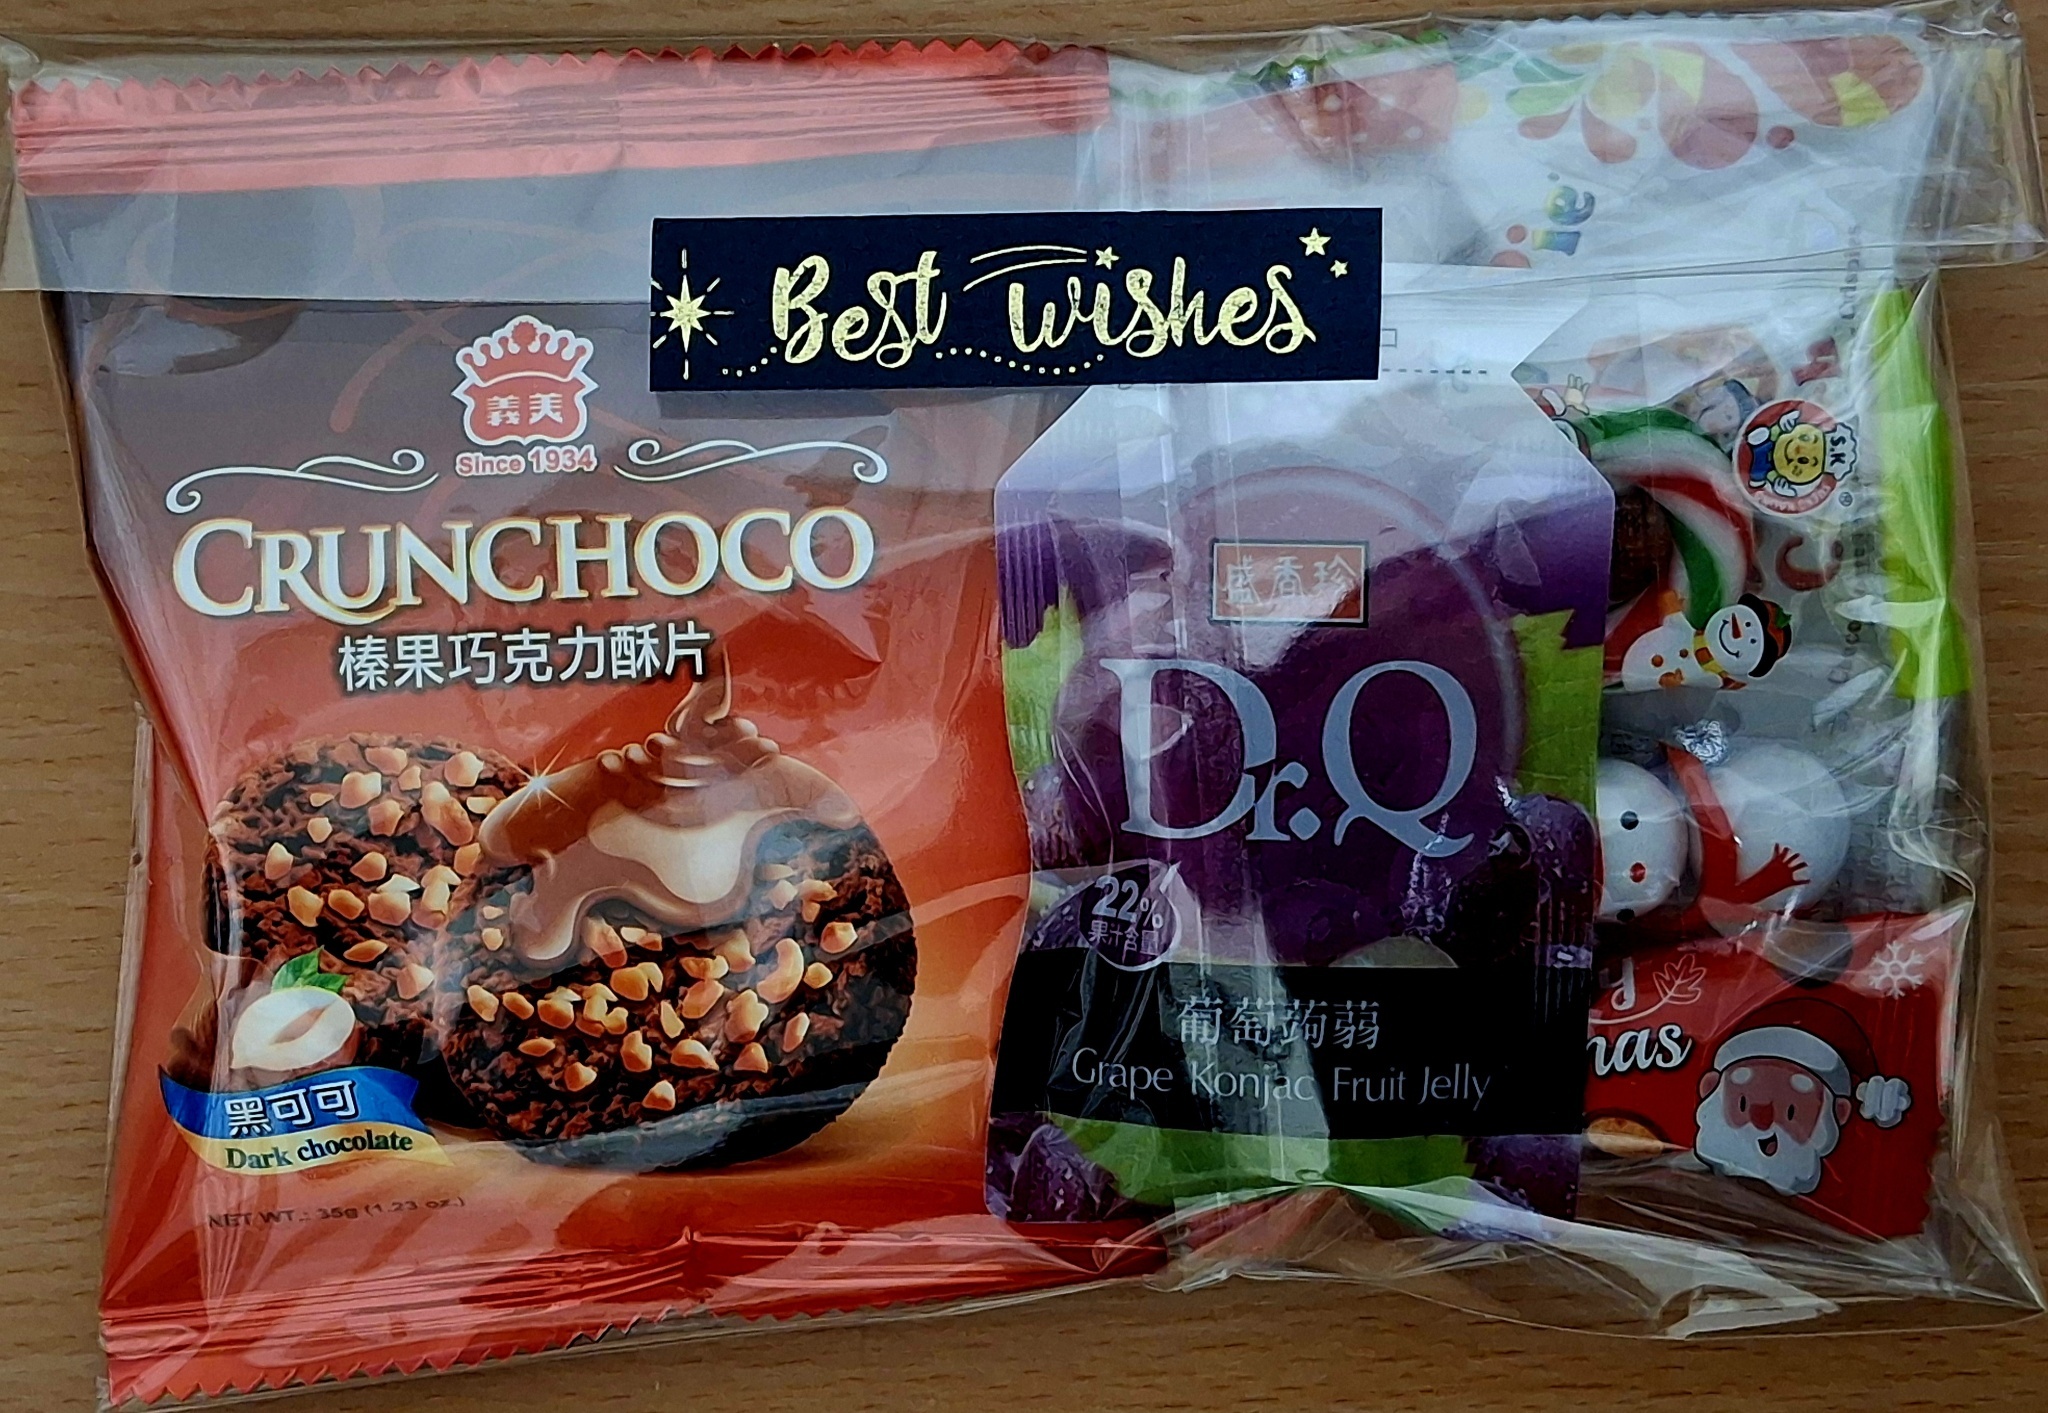 Best wishes
義美
Since 1934
CRUNCHOCO
榛果巧克力酥片
黑可可
Dark chocolate
NET WT.: 35g (1.23 oz.)
盛香珍
Dr.Q
22%
果汁含量
葡萄蒟蒻
Grape Konjac Fruit Jelly
S.K
®
mas